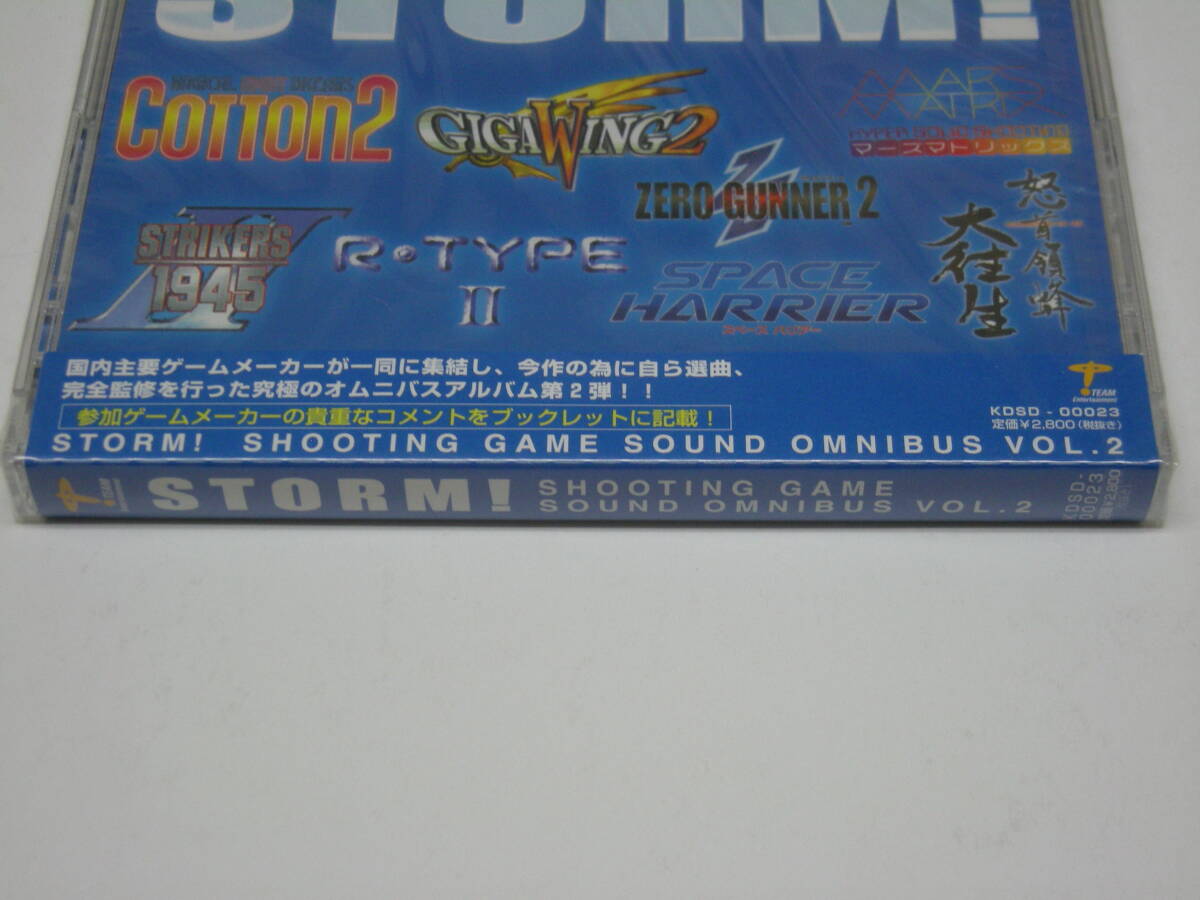 STORM!
COTTON2
GIGAWING2
MARS MATRIX
HYPER SOLID SHOOTING
マーズマトリックス
ZERO GUNNER 2
怒首領蜂
大往生
STRIKERS
1945
II
R•TYPE
II
SPACE
HARRIER
スペースハリアー
国内主要ゲームメーカーが一同に集結し、今作の為に自ら選曲、
完全監修を行った究極のオムニバスアルバム第2弾！！
参加ゲームメーカーの貴重なコメントをブックレットに記載！
TEAM
Entertainment
KDSD - 00023
定価¥2,800(税抜き)
STORM! SHOOTING GAME SOUND OMNIBUS VOL.2
TEAM
STORM!
SHOOTING GAME
SOUND OMNIBUS VOL.2
KDSD-
00023